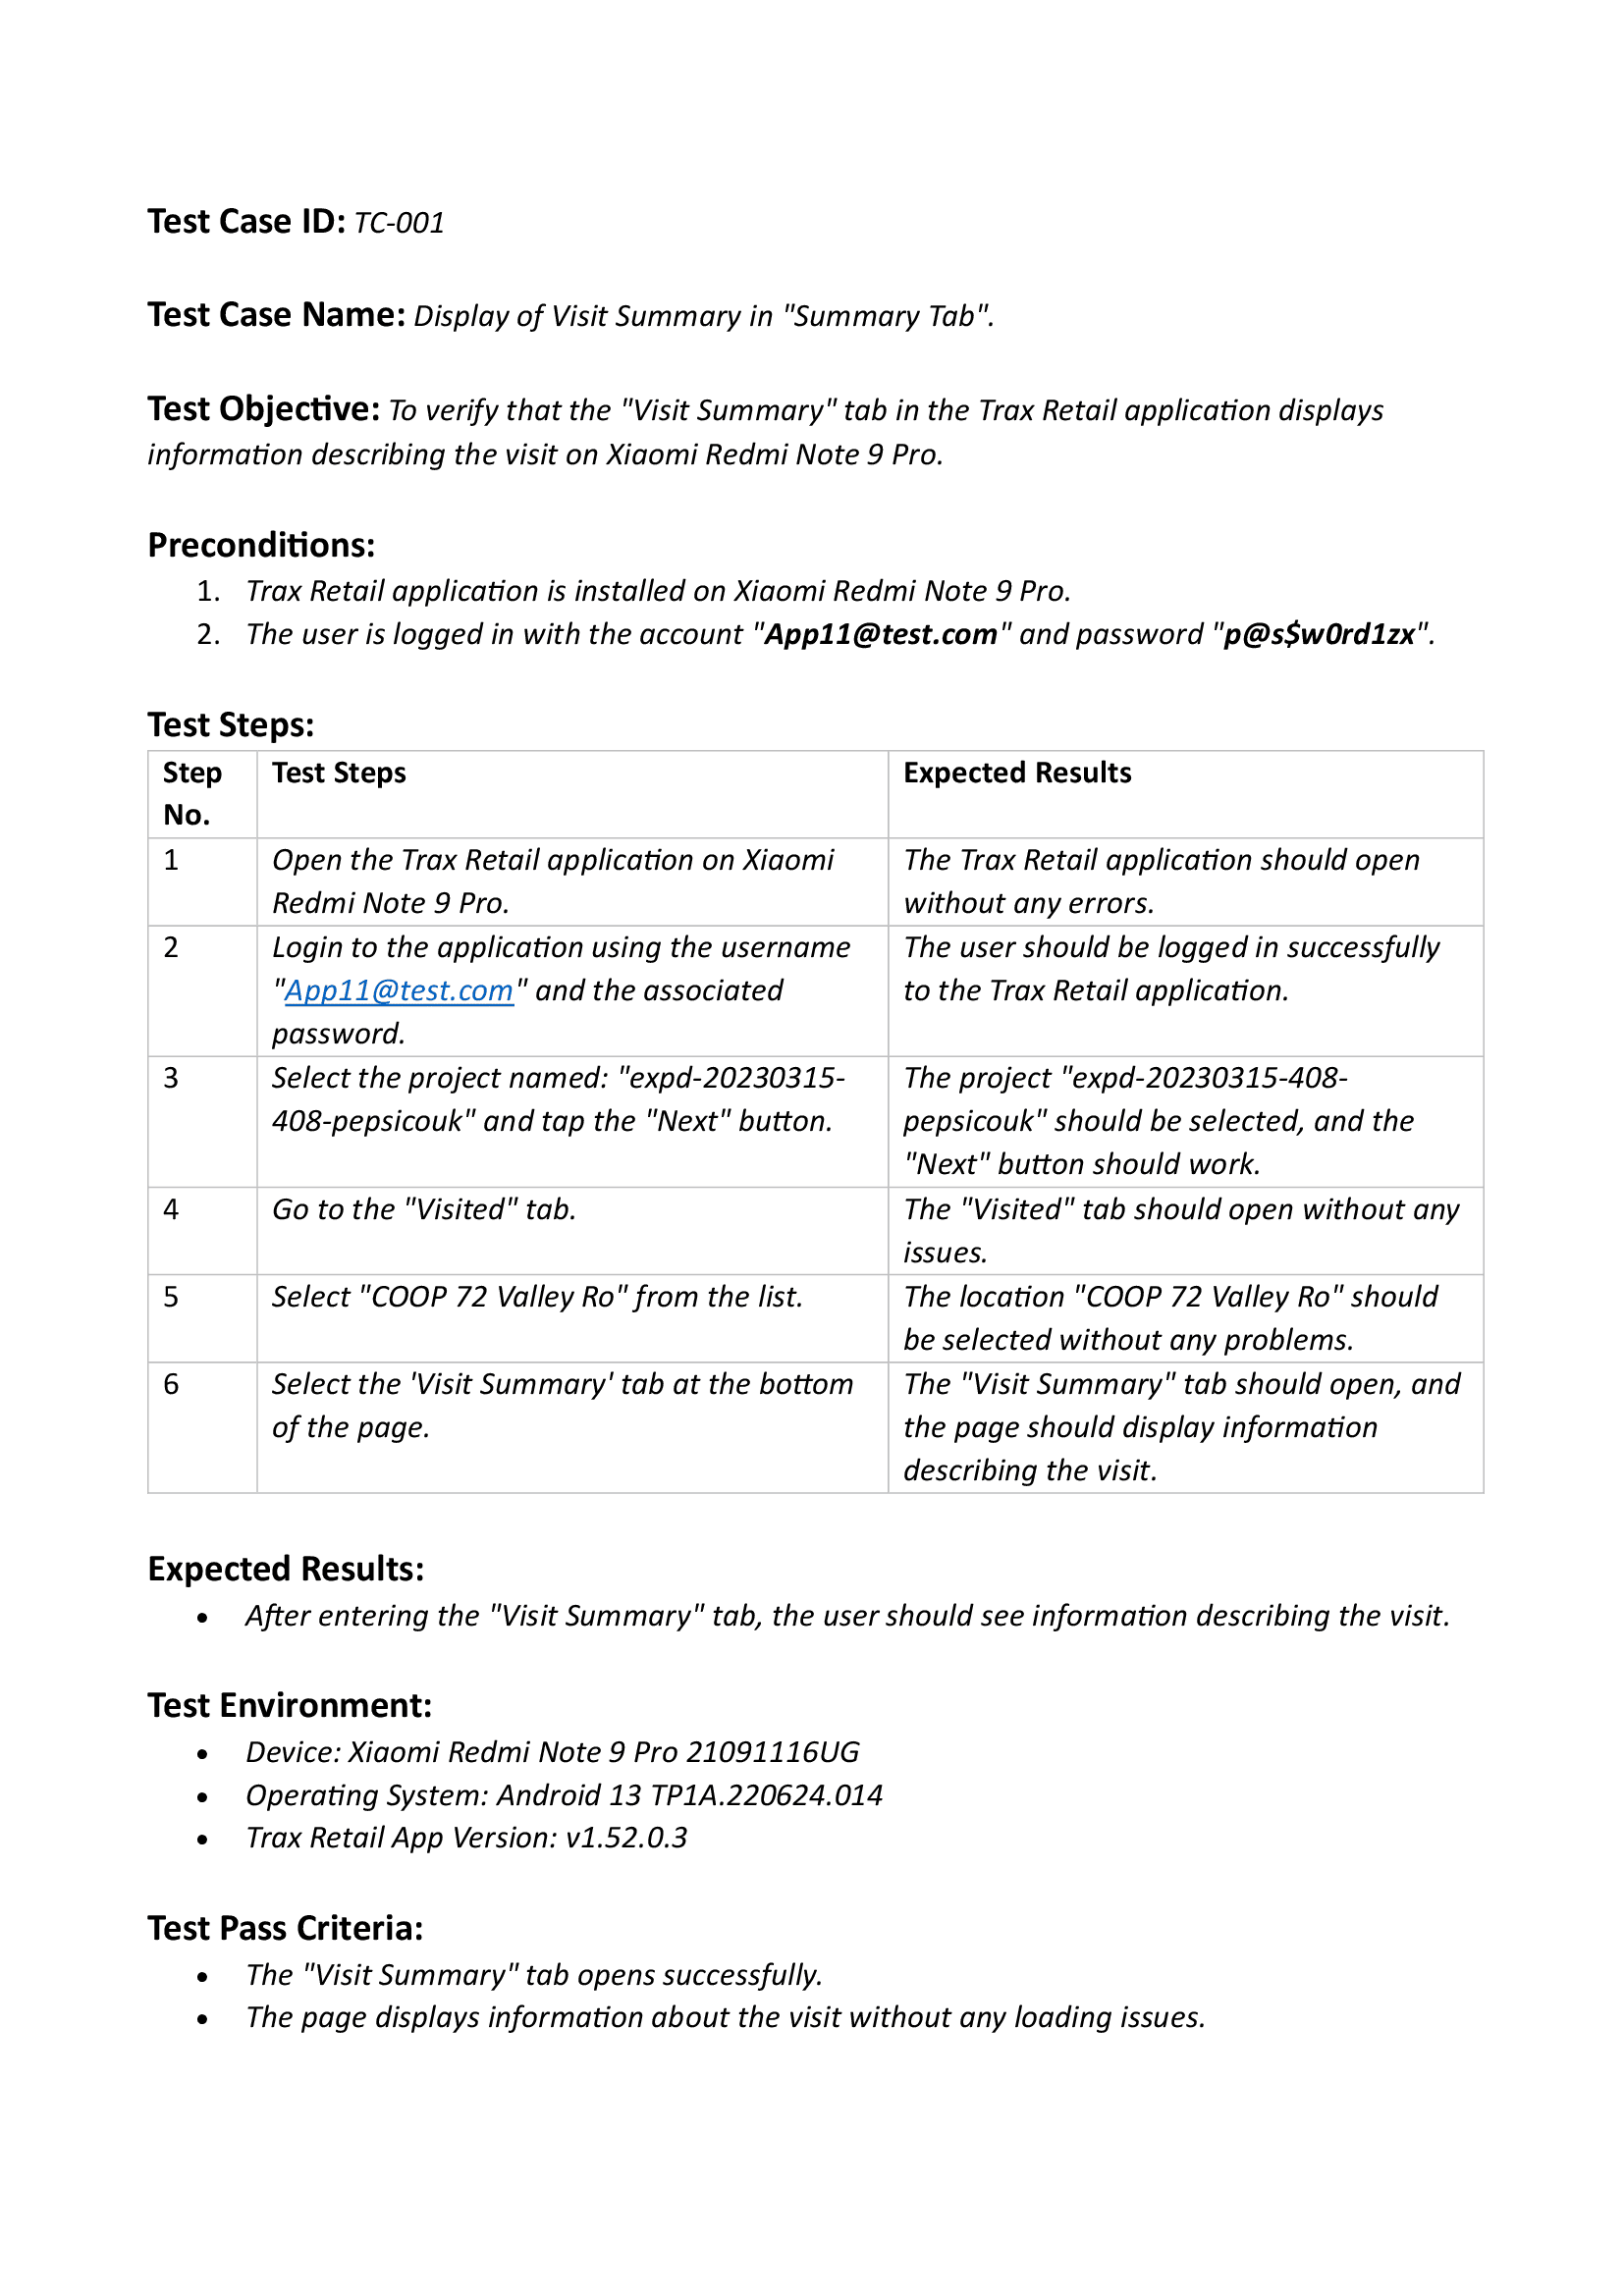 Test Case ID: TC-001
Test Case Name: Display of Visit Summary in "Summary Tab".
Test Objective: To verify that the "Visit Summary" tab in the Trax Retail application displays
information describing the visit on Xiaomi Redmi Note 9 Pro.
Preconditions:
1. Trax Retail application is installed on Xiaomi Redmi Note 9 Pro.
2. The user is logged in with the account "App11@test.com" and password "p@s$w0rd1zx".
Test Steps:
Step
No.
Test Steps
Expected Results
1
Open the Trax Retail application on Xiaomi
Redmi Note 9 Pro.
The Trax Retail application should open
without any errors.
2
Login to the application using the username
"App11@test.com" and the associated
password.
The user should be logged in successfully
to the Trax Retail application.
3
Select the project named: "expd-20230315-
408-pepsicouk" and tap the "Next" button.
The project "expd-20230315-408-
pepsicouk" should be selected, and the
"Next" button should work.
4
Go to the "Visited" tab.
The "Visited" tab should open without any
issues.
5
Select "COOP 72 Valley Ro" from the list.
The location "COOP 72 Valley Ro" should
be selected without any problems.
6
Select the 'Visit Summary' tab at the bottom
of the page.
The "Visit Summary" tab should open, and
the page should display information
describing the visit.
Expected Results:
• After entering the "Visit Summary" tab, the user should see information describing the visit.
Test Environment:
• Device: Xiaomi Redmi Note 9 Pro 21091116UG
• Operating System: Android 13 TP1A.220624.014
• Trax Retail App Version: v1.52.0.3
Test Pass Criteria:
• The "Visit Summary" tab opens successfully.
• The page displays information about the visit without any loading issues.